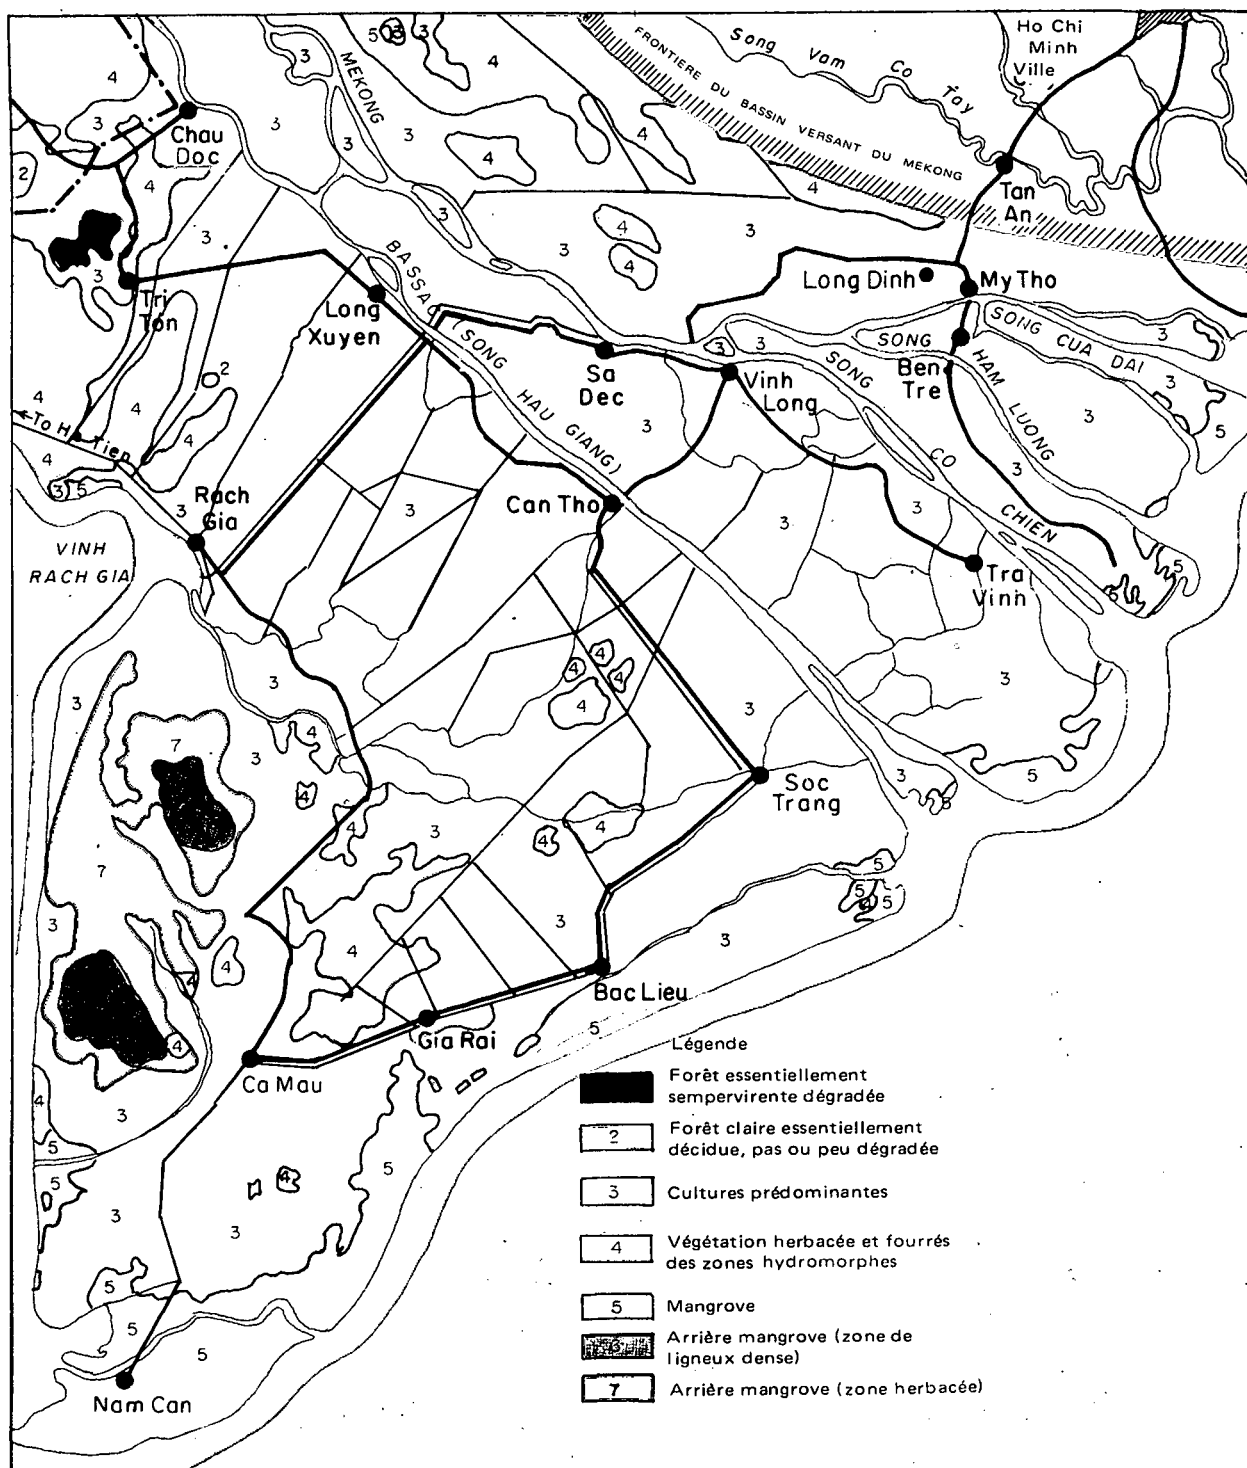 Song Vam Co Tay
Ho Chi
Minh
Ville
FRONTIERE DU BASSIN VERSANT DU MEKONG
MEKONG
Chau
Doc
Tan
An
Tri
Ton
Long
Xuyen
BASSAC (SONG HAU GIANG)
Long Dinh
My Tho
SONG CUA DAI
SONG HAM LUONG
Ben
Tre
Sa
Dec
Vinh
Long
SONG CO CHIEN
←To Ha Tien
Rach
Gia
Can Tho
VINH
RACH GIA
Tra
Vinh
Soc
Trang
Bac Lieu
Gia Rai
Ca Mau
Nam Can
Légende
Forêt essentiellement
sempervirente dégradée
2 Forêt claire essentiellement
décidue, pas ou peu dégradée
3 Cultures prédominantes
4 Végétation herbacée et fourrés
des zones hydromorphes
5 Mangrove
Arrière mangrove (zone de
ligneux dense)
7 Arrière mangrove (zone herbacée)